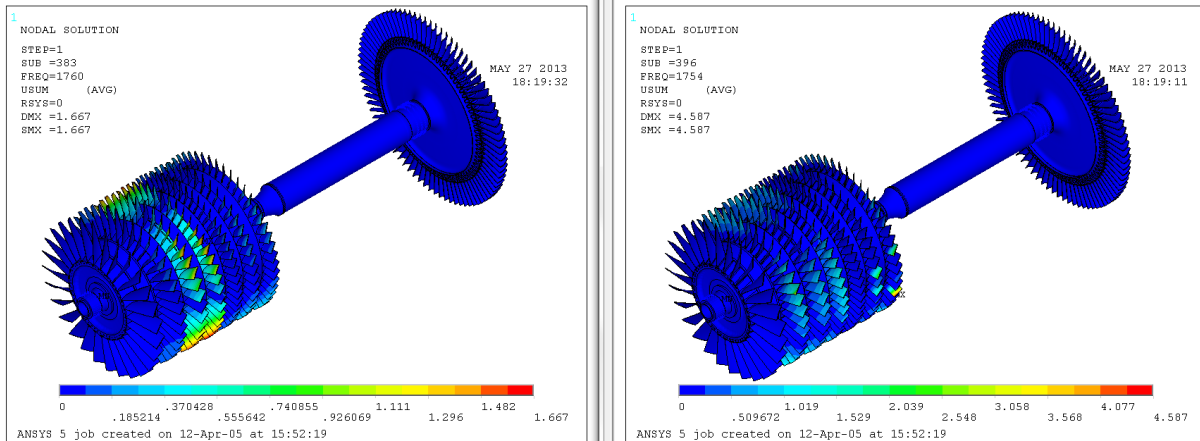 1
NODAL SOLUTION
STEP=1
SUB =383
FREQ=1760
USUM (AVG)
RSYS=0
DMX =1.667
SMX =1.667
MAY 27 2013
18:19:32
0 .370428 .740855 1.111 1.482
.185214 .555642 .926069 1.296 1.667
ANSYS 5 job created on 12-Apr-05 at 15:52:19
1
NODAL SOLUTION
STEP=1
SUB =396
FREQ=1754
USUM (AVG)
RSYS=0
DMX =4.587
SMX =4.587
MAY 27 2013
18:19:11
0 1.019 2.039 3.058 4.077
.509672 1.529 2.548 3.568 4.587
ANSYS 5 job created on 12-Apr-05 at 15:52:19